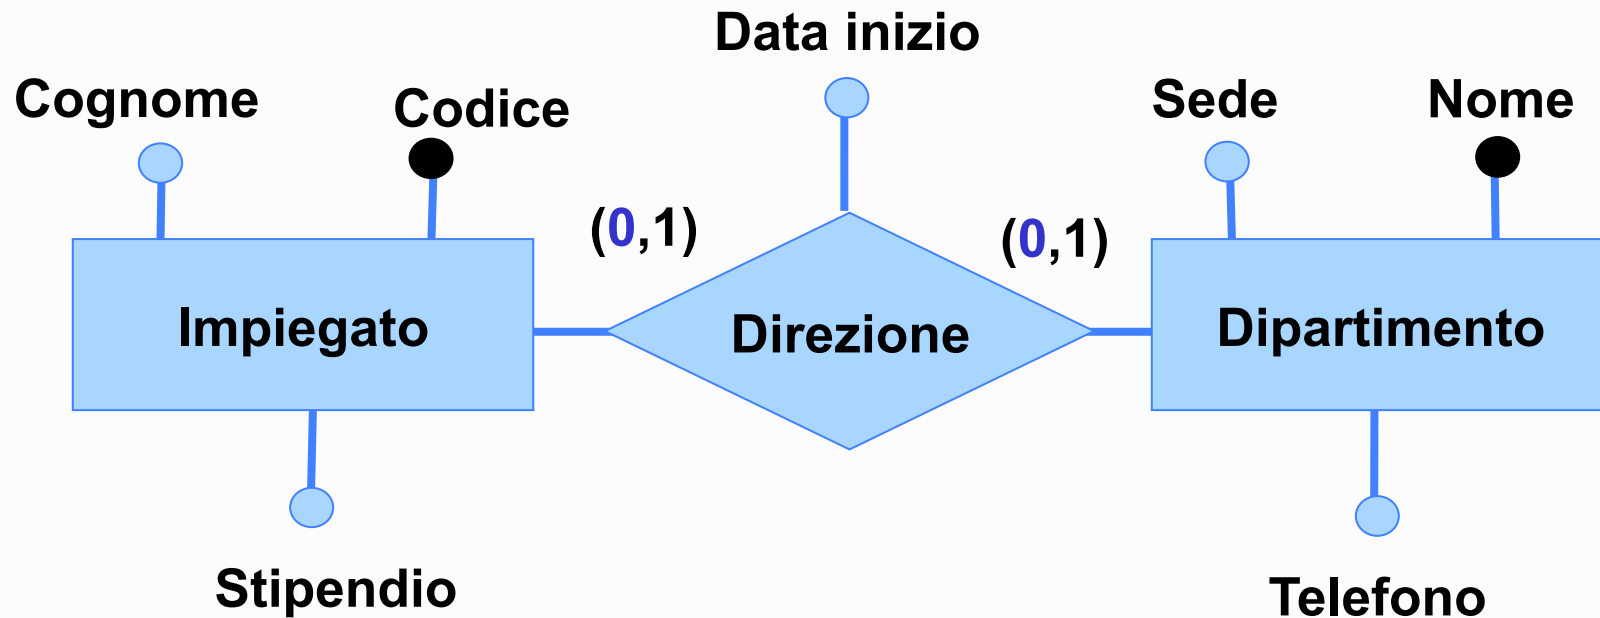 Data inizio
Cognome
Codice
Sede
Nome
(0,1)
(0,1)
Impiegato
Direzione
Dipartimento
Stipendio
Telefono